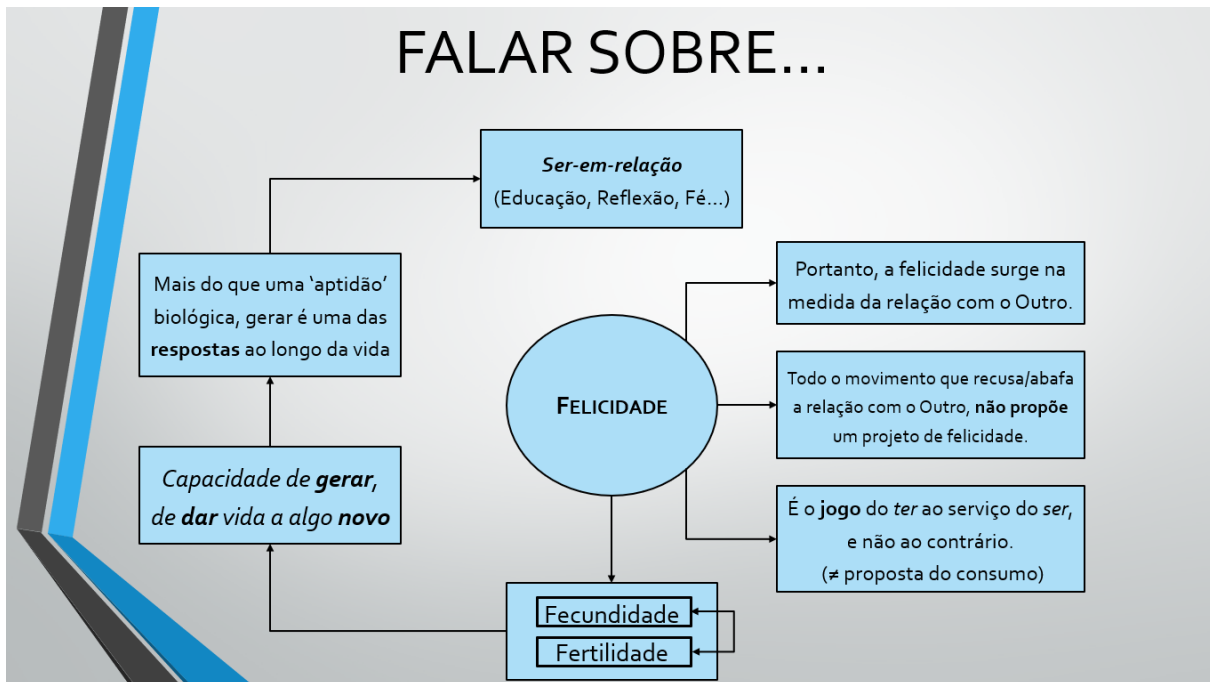 FALAR SOBRE...
Ser-em-relação
(Educação, Reflexão, Fé...)
Mais do que uma ‘aptidão’
biológica, gerar é uma das
respostas ao longo da vida
Capacidade de gerar,
de dar vida a algo novo
FELICIDADE
Portanto, a felicidade surge na
medida da relação com o Outro.
Todo o movimento que recusa/abafa
a relação com o Outro, não propõe
um projeto de felicidade.
É o jogo do ter ao serviço do ser,
e não ao contrário.
(≠ proposta do consumo)
Fecundidade
Fertilidade